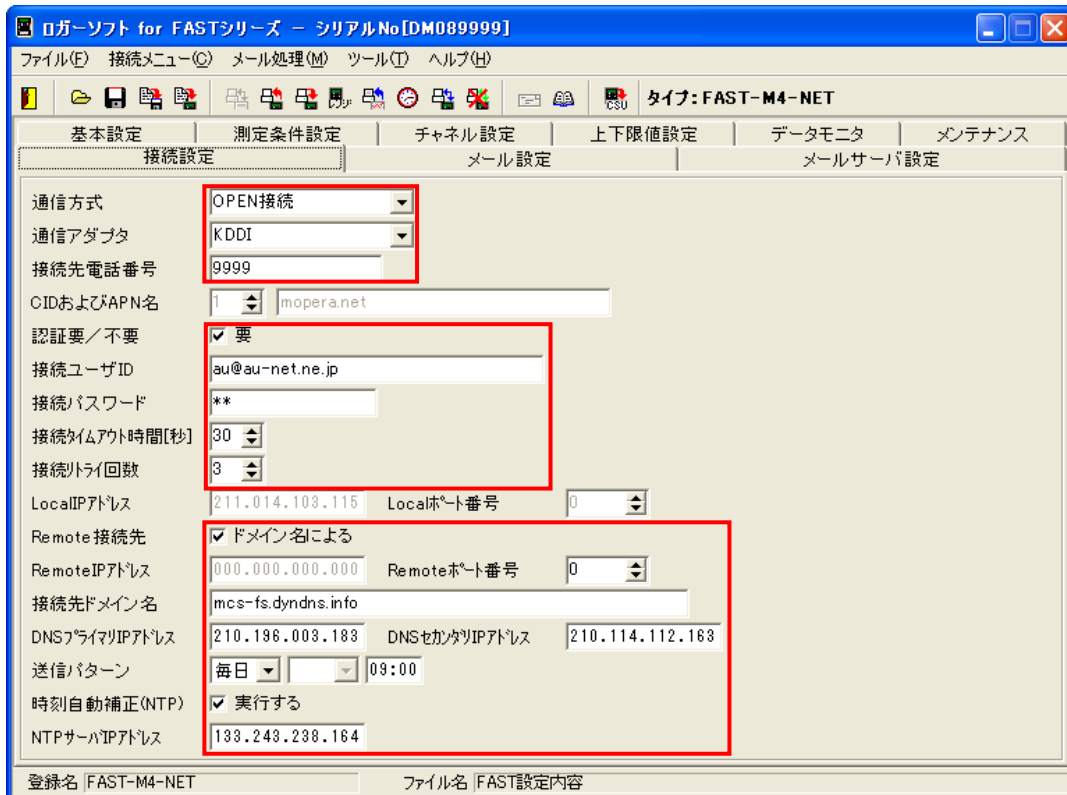 ロガーソフト for FASTシリーズ － シリアルNo[DM089999]
ファイル(F) 接続メニュー(C) メール処理(M) ツール(T) ヘルプ(H)
タイプ:FAST-M4-NET
基本設定 測定条件設定 チャネル設定 上下限値設定 データモニタ メンテナンス
接続設定 メール設定 メールサーバ設定
通信方式 OPEN接続
通信アダプタ KDDI
接続先電話番号 9999
CIDおよびAPN名 1 mopera.net
認証要／不要 要
接続ユーザID au@au-net.ne.jp
接続パスワード **
接続ﾀｲﾑｱｳﾄ時間[秒] 30
接続ﾘﾄﾗｲ回数 3
LocalIPｱﾄﾞﾚｽ 211.014.103.115 Localﾎﾟｰﾄ番号 0
Remote接続先 ドメイン名による
RemoteIPｱﾄﾞﾚｽ 000.000.000.000 Remoteﾎﾟｰﾄ番号 0
接続先ドメイン名 mcs-fs.dyndns.info
DNSﾌﾟﾗｲﾏﾘIPｱﾄﾞﾚｽ 210.196.003.183 DNSｾｶﾝﾀﾞﾘIPｱﾄﾞﾚｽ 210.114.112.163
送信パターン 毎日 09:00
時刻自動補正(NTP) 実行する
NTPｻｰﾊﾞIPｱﾄﾞﾚｽ 133.243.238.164
登録名 FAST-M4-NET ファイル名 FAST設定内容